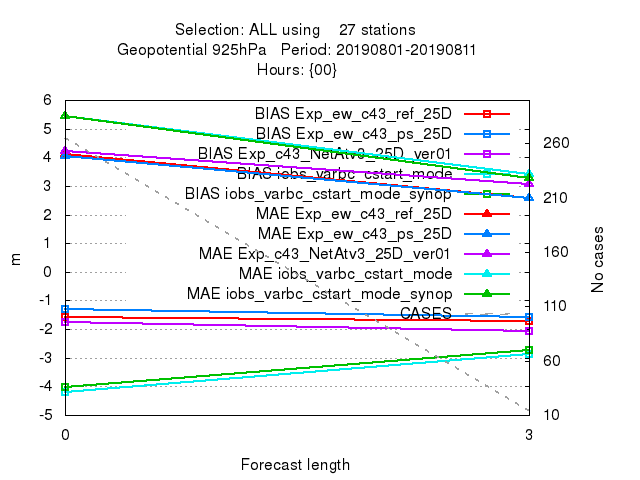 Selection: ALL using 27 stations
Geopotential 925hPa Period: 20190801-20190811
Hours: {00}
6
5
4
3
2
1
0
-1
-2
-3
-4
-5
m
BIAS Exp_ew_c43_ref_25D
BIAS Exp_ew_c43_ps_25D
BIAS Exp_c43_NetAtv3_25D_ver01
BIAS iobs_varbc_cstart_mode
BIAS iobs_varbc_cstart_mode_synop
MAE Exp_ew_c43_ref_25D
MAE Exp_ew_c43_ps_25D
MAE Exp_c43_NetAtv3_25D_ver01
MAE iobs_varbc_cstart_mode
MAE iobs_varbc_cstart_mode_synop
CASES
260
210
160
110
60
10
No cases
0
3
Forecast length